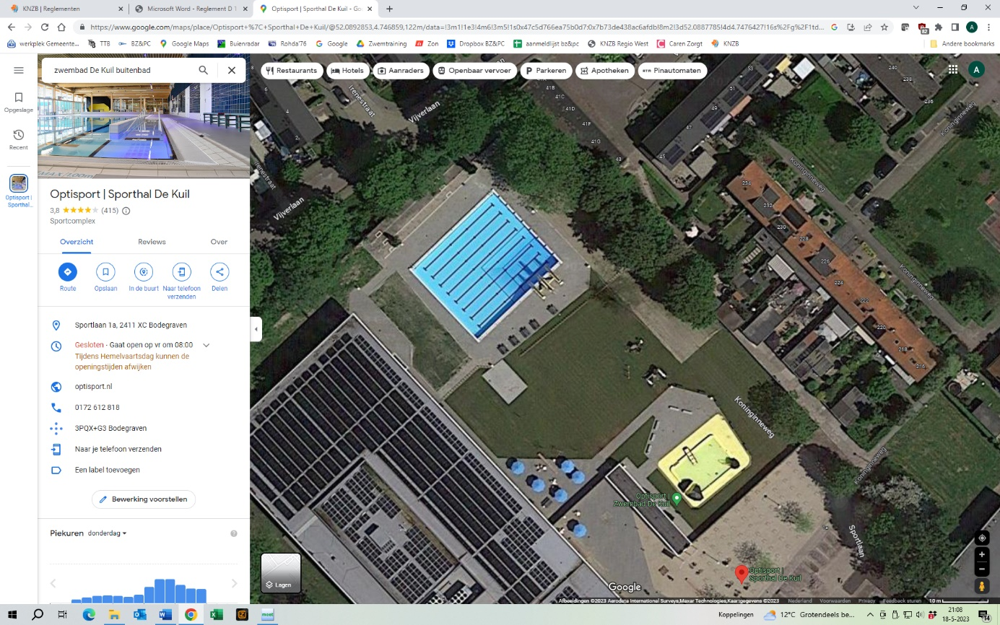 KNZB | Reglementen
Microsoft Word - Reglement D 1
Optisport | Sporthal De Kuil - Go
https://www.google.com/maps/place/Optisport+%7C+Sporthal+De+Kuil/@52.0892853,4.746859,122m/data=!3m1!1e3!4m6!3m5!1s0x47c5d766ea75b0d7:0x7b73de438ac6afdb!8m2!3d52.0887785!4d4.7476427!16s%2Fg%2F1td...
82
A
werkplek Gemeente...
TTB
BZ&PC
Google Maps
Buienradar
Rohda'76
Google
Zon
Zwemtraining
Dropbox BZ&PC
aanmeldlijst bz&pc
KNZB Regio West
Caren Zorgt
KNZB
Andere bookmarks
zwembad De Kuil buitenbad
Restaurants
Hotels
Aanraders
Openbaar vervoer
Parkeren
Apotheken
Pinautomaten
A
Opgeslage
Recent
Optisport |
Sporthal...
MAX 100m
Optisport | Sporthal De Kuil
3,8
(415)
Sportcomplex
Overzicht
Reviews
Over
Route
Opslaan
In de buurt
Naar telefoon
verzenden
Delen
Sportlaan 1a, 2411 XC Bodegraven
Gesloten · Gaat open op vr om 08:00
Tijdens Hemelvaartsdag kunnen de
openingstijden afwijken
optisport.nl
0172 612 818
3PQX+G3 Bodegraven
Naar je telefoon verzenden
Een label toevoegen
Bewerking voorstellen
Piekuren donderdag
8
6
4
2
Irenestraat
Vijverlaan
41B
41C
41D
41F
41G
43
45
47
49
51
53
240
238
236
Koninginneweg
Irenestraat
Vijverlaan
Koninginneweg
234
232
230
228
226
224
222
220
218
216
Koninginneweg
Koninginneweg
Koninginneweg
Optisport |
Zwembad De Kuil
Optisport |
Sporthal De Kuil
Sportlaan
1a
Lagen
Google
Afbeeldingen ©2023 Aerodata International Surveys,Maxar Technologies,Kaartgegevens ©2023
Nederland
Voorwaarden
Privacy
Feedback sturen
10 m
Koppelingen
12°C Grotendeels be...
21:08
18-5-2023
14